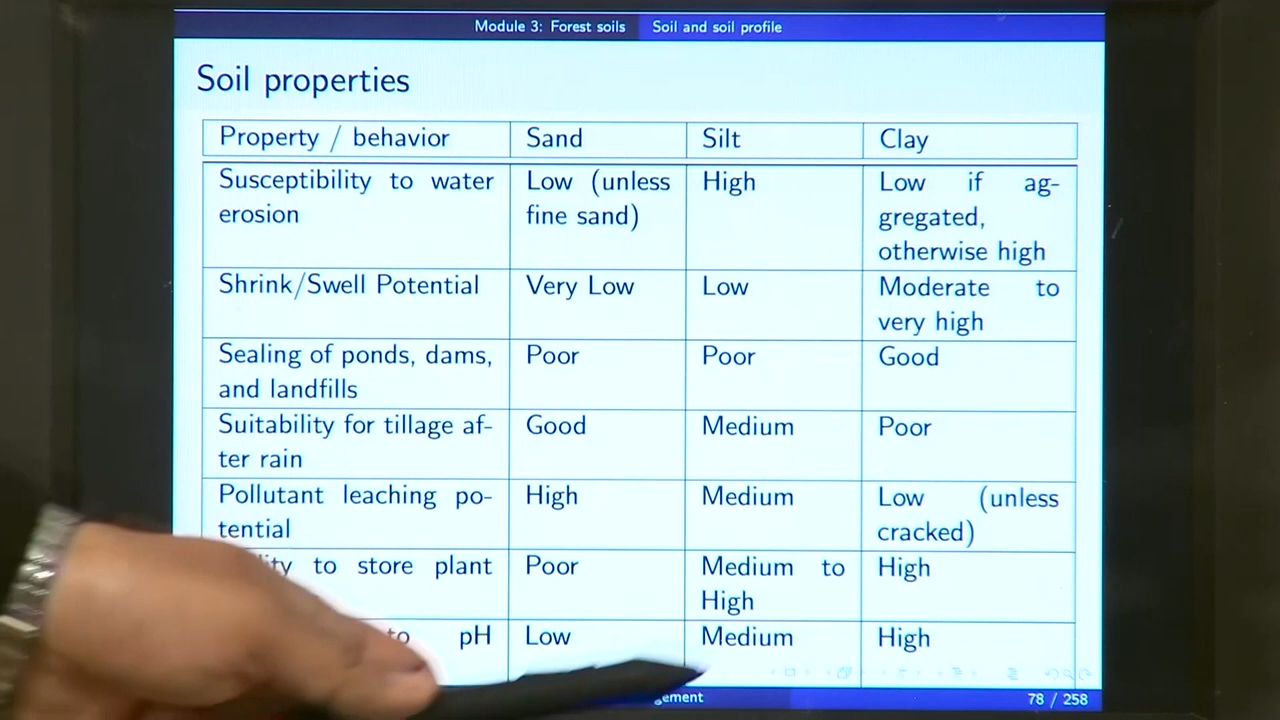 Module 3: Forest soils Soil and soil profile
Soil properties
Property / behavior Sand Silt Clay
Susceptibility to water Low (unless High Low if ag-
erosion fine sand) gregated,
otherwise high
Shrink/Swell Potential Very Low Low Moderate to
very high
Sealing of ponds, dams, Poor Poor Good
and landfills
Suitability for tillage af- Good Medium Poor
ter rain
Pollutant leaching po- High Medium Low (unless
tential cracked)
to store plant Poor Medium to High
High
to pH Low Medium High
78 / 258